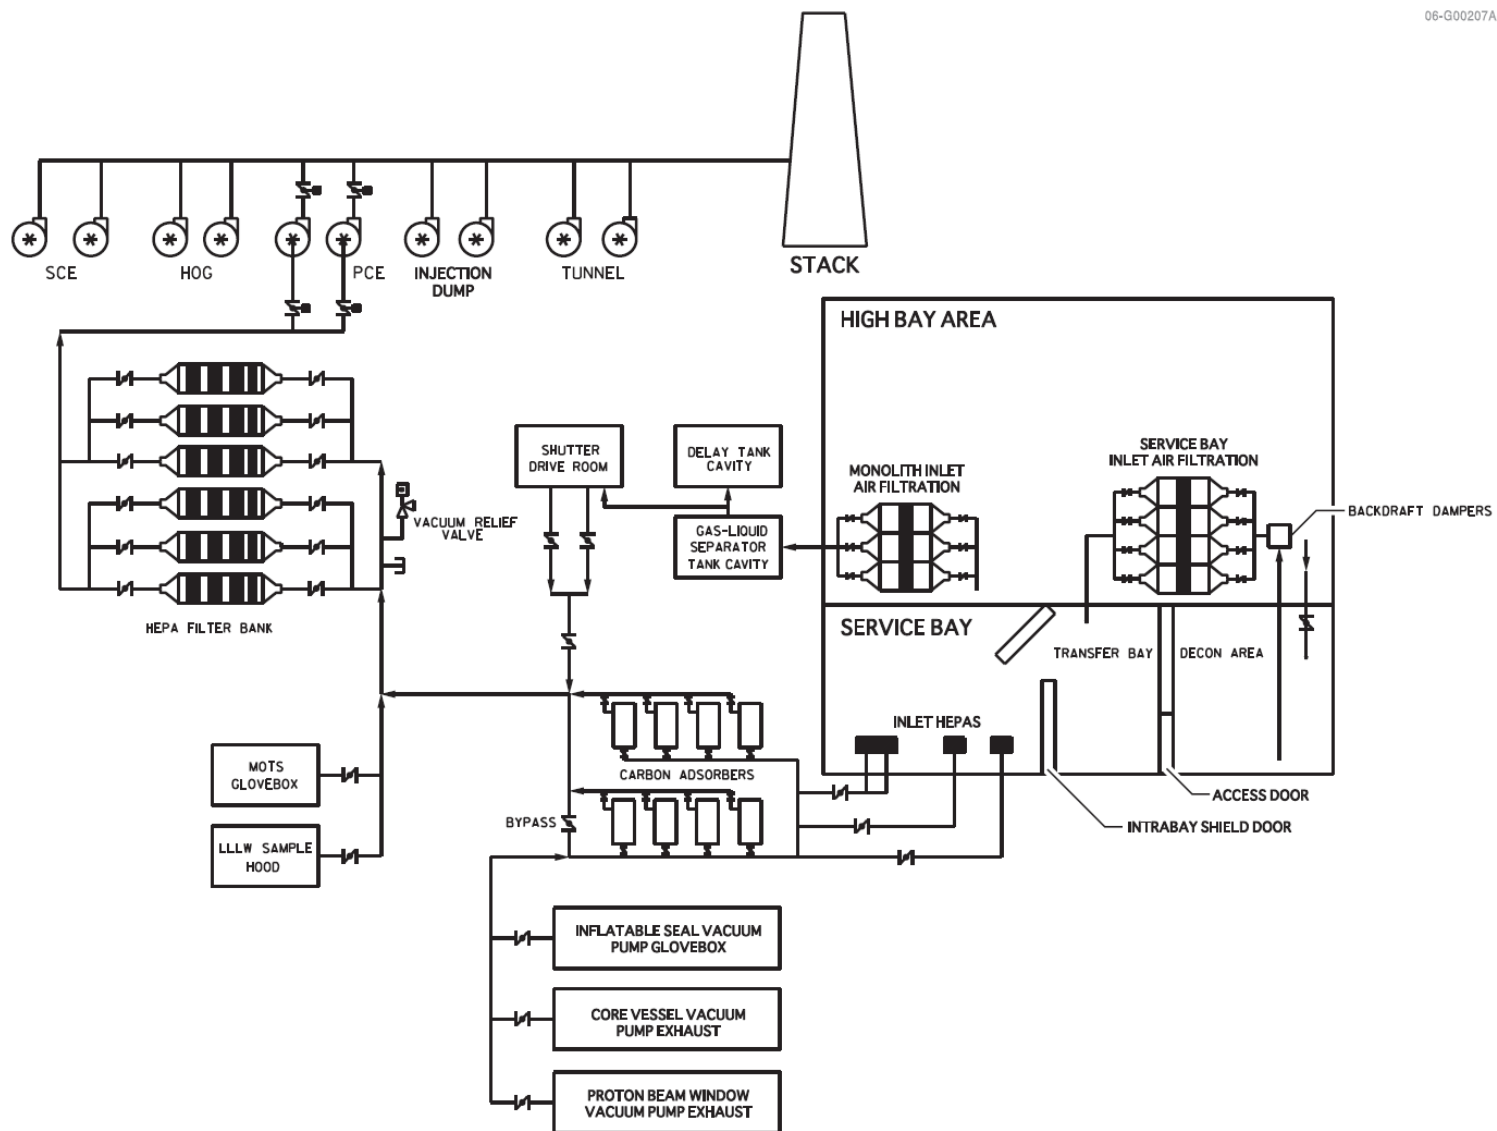 06-G00207A
SCE
HOG
PCE
INJECTION
DUMP
TUNNEL
STACK
HIGH BAY AREA
SHUTTER
DRIVE ROOM
DELAY TANK
CAVITY
MONOLITH INLET
AIR FILTRATION
SERVICE BAY
INLET AIR FILTRATION
BACKDRAFT DAMPERS
VACUUM RELIEF
VALVE
GAS-LIQUID
SEPARATOR
TANK CAVITY
HEPA FILTER BANK
SERVICE BAY
TRANSFER BAY
DECON AREA
INLET HEPAS
MOTS
GLOVEBOX
CARBON ADSORBERS
ACCESS DOOR
BYPASS
INTRABAY SHIELD DOOR
LLLW SAMPLE
HOOD
INFLATABLE SEAL VACUUM
PUMP GLOVEBOX
CORE VESSEL VACUUM
PUMP EXHAUST
PROTON BEAM WINDOW
VACUUM PUMP EXHAUST